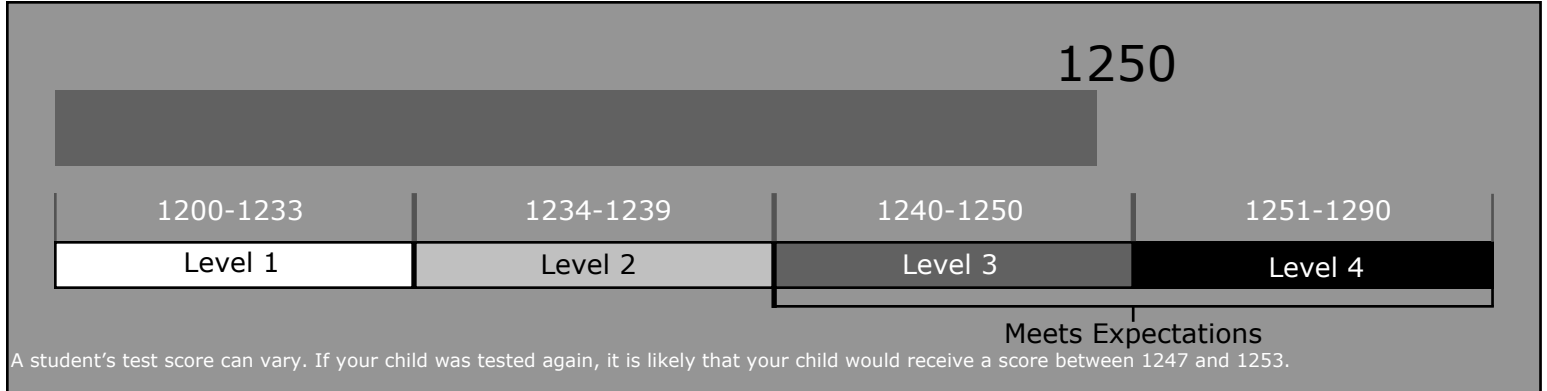 1250
1200-1233 1234-1239 1240-1250 1251-1290
Level 1 Level 2 Level 3 Level 4
Meets Expectations
A student’s test score can vary. If your child was tested again, it is likely that your child would receive a score between 1247 and 1253.